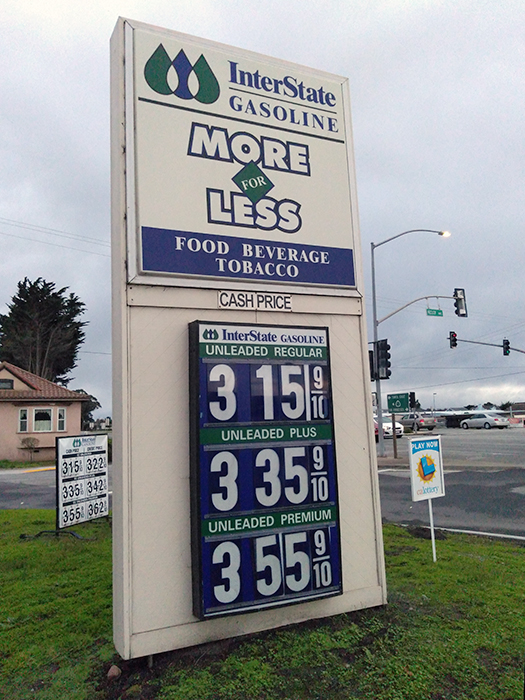 InterState
GASOLINE
MORE
FOR
LESS
FOOD BEVERAGE
TOBACCO
CASH PRICE
InterState GASOLINE
UNLEADED REGULAR
3 15 9/10
UNLEADED PLUS
3 35 9/10
UNLEADED PREMIUM
3 55 9/10
315 322
335 342
355 362
PLAY NOW
lottery